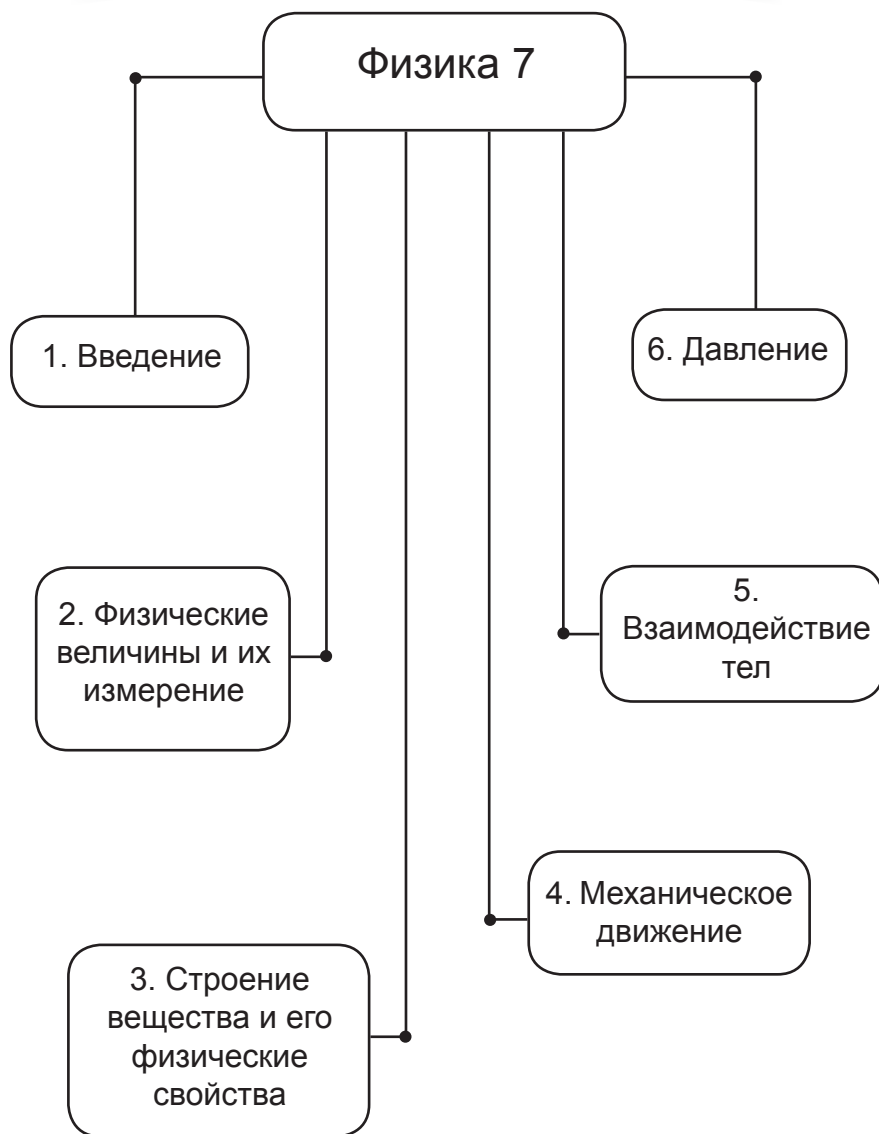 Физика 7
1. Введение
6. Давление
2. Физические
величины и их
измерение
5.
Взаимодействие
тел
4. Механическое
движение
3. Строение
вещества и его
физические
свойства